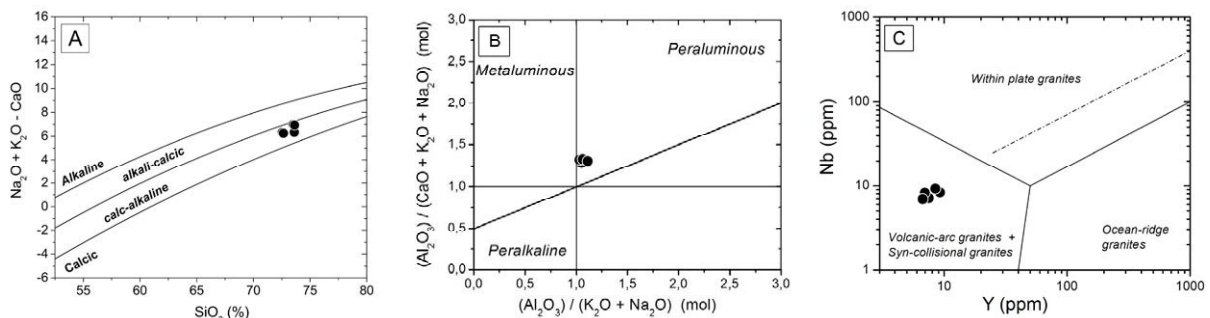 A
16
14
12
10
8
6
4
2
0
-2
-4
-6
Na₂O + K₂O - CaO
Alkaline
alkali-calcic
calc-alkaline
Calcic
55
60
65
70
75
80
SiO₂ (%)
B
3,0
2,5
2,0
1,5
1,0
0,5
0,0
(Al₂O₃) / (CaO + K₂O + Na₂O) (mol)
Metaluminous
Peraluminous
Peralkaline
0,0
0,5
1,0
1,5
2,0
2,5
3,0
(Al₂O₃) / (K₂O + Na₂O) (mol)
C
1000
100
10
1
Nb (ppm)
Within plate granites
Volcanic-arc granites +
Syn-collisional granites
Ocean-ridge
granites
10
100
1000
Y (ppm)